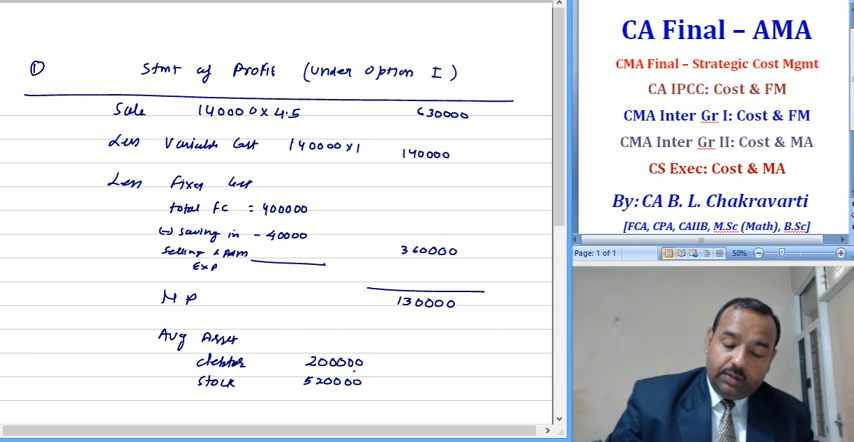 ① Stmt of Profit (under option I)
Sale 140000 x 4.5 630000
Less Variable Cost 140000 x 1 140000
Less Fixed Cost
total FC = 400000
(-) Saving in - 40000
Selling & Adm 360000
Exp
NP 130000
Avg Asset
debtor 200000
Stock 520000
CA Final – AMA
CMA Final – Strategic Cost Mgmt
CA IPCC: Cost & FM
CMA Inter Gr I: Cost & FM
CMA Inter Gr II: Cost & MA
CS Exec: Cost & MA
By: CA B. L. Chakravarti
[FCA, CPA, CAIIB, M.Sc (Math), B.Sc]
Page: 1 of 1 50%